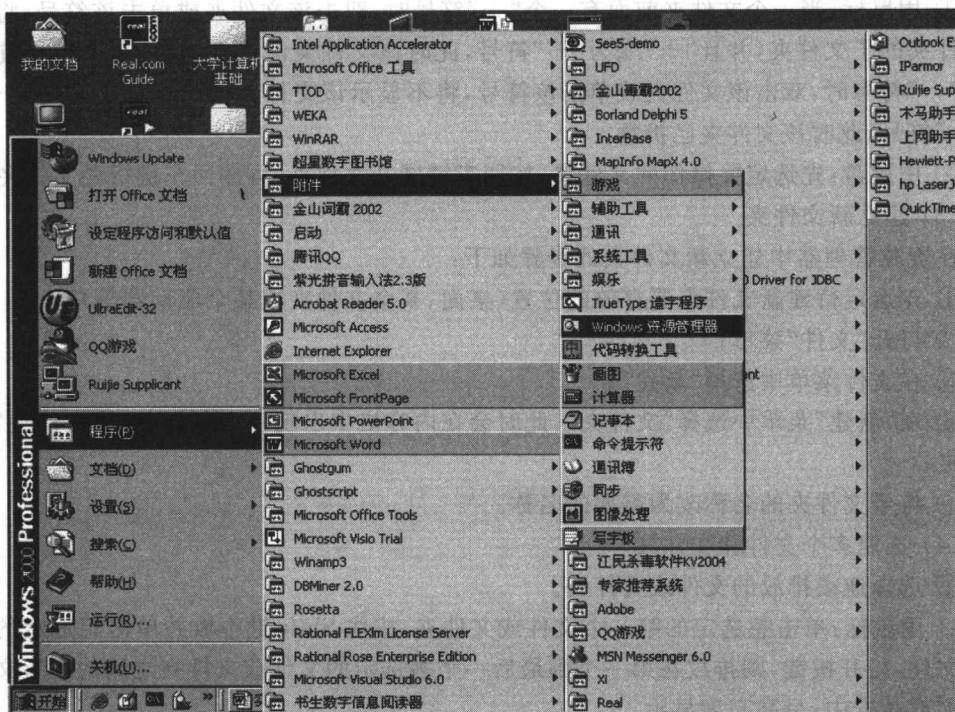 我的文档
Real.com Guide
大学计算机基础
Windows Update
打开 Office 文档
设定程序访问和默认值
新建 Office 文档
UltraEdit-32
QQ游戏
Ruijie Supplicant
程序(P)
文档(D)
设置(S)
搜索(C)
帮助(H)
运行(R)...
关机(U)...
Windows 2000 Professional
开始
Intel Application Accelerator
Microsoft Office 工具
TTOD
WEKA
WinRAR
超星数字图书馆
附件
金山词霸 2002
启动
腾讯QQ
紫光拼音输入法2.3版
Acrobat Reader 5.0
Microsoft Access
Internet Explorer
Microsoft Excel
Microsoft FrontPage
Microsoft PowerPoint
Microsoft Word
Ghostgum
Ghostscript
Microsoft Office Tools
Microsoft Visio Trial
Winamp3
DBMiner 2.0
Rosetta
Rational FLEXlm License Server
Rational Rose Enterprise Edition
Microsoft Visual Studio 6.0
书生数字信息阅读器
See5-demo
UFD
金山毒霸2002
Borland Delphi 5
InterBase
MapInfo MapX 4.0
游戏
辅助工具
通讯
系统工具
娱乐
Driver for JDBC
TrueType 造字程序
Windows 资源管理器
代码转换工具
画图
计算器
记事本
命令提示符
通讯簿
同步
图像处理
写字板
江民杀毒软件KV2004
专家推荐系统
Adobe
QQ游戏
MSN Messenger 6.0
Xi
Real
Outlook E
IParmor
Ruijie Sup
木马助手
上网助手
Hewlett-P
hp LaserJ
QuickTime